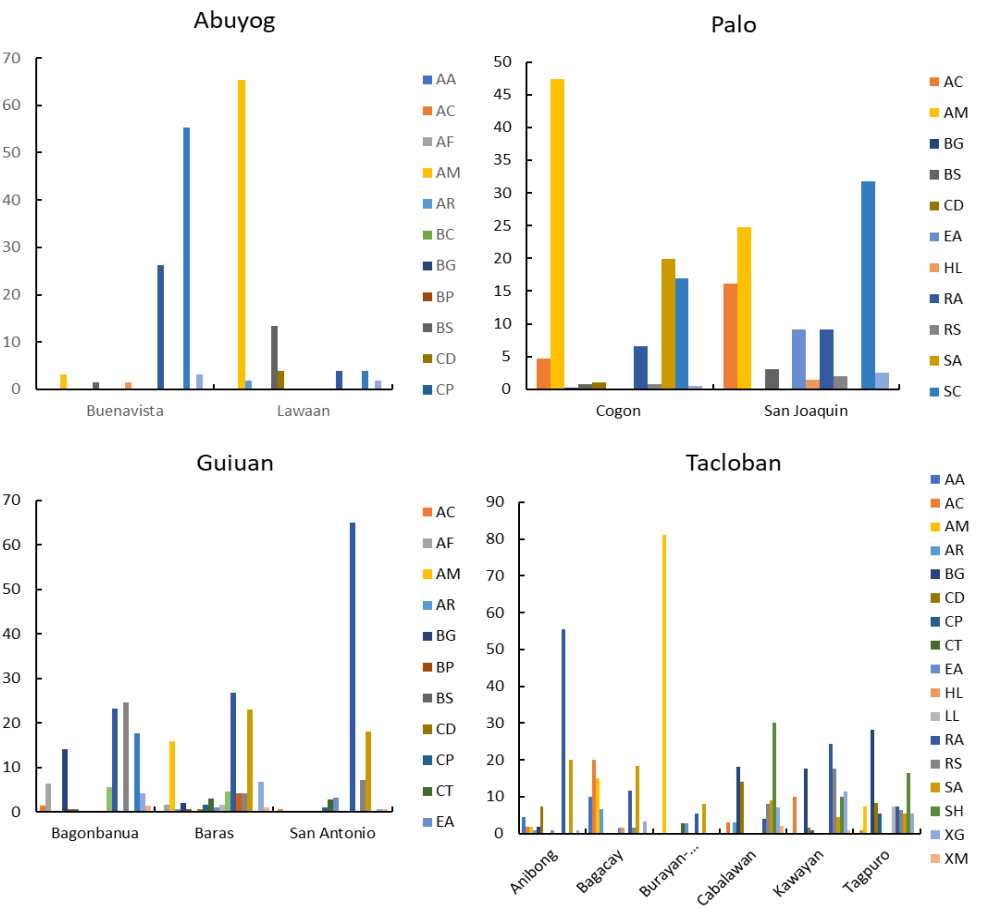 Abuyog
70
60
50
40
30
20
10
0
Buenavista
Lawaan
AA
AC
AF
AM
AR
BC
BG
BP
BS
CD
CP
Palo
50
45
40
35
30
25
20
15
10
5
0
Cogon
San Joaquin
AC
AM
BG
BS
CD
EA
HL
RA
RS
SA
SC
Guiuan
70
60
50
40
30
20
10
0
Bagonbanua
Baras
San Antonio
AC
AF
AM
AR
BG
BP
BS
CD
CP
CT
EA
Tacloban
90
80
70
60
50
40
30
20
10
0
Anibong
Bagacay
Burayan-...
Cabalawan
Kawayan
Tagpuro
AA
AC
AM
AR
BG
CD
CP
CT
EA
HL
LL
RA
RS
SA
SH
XG
XM